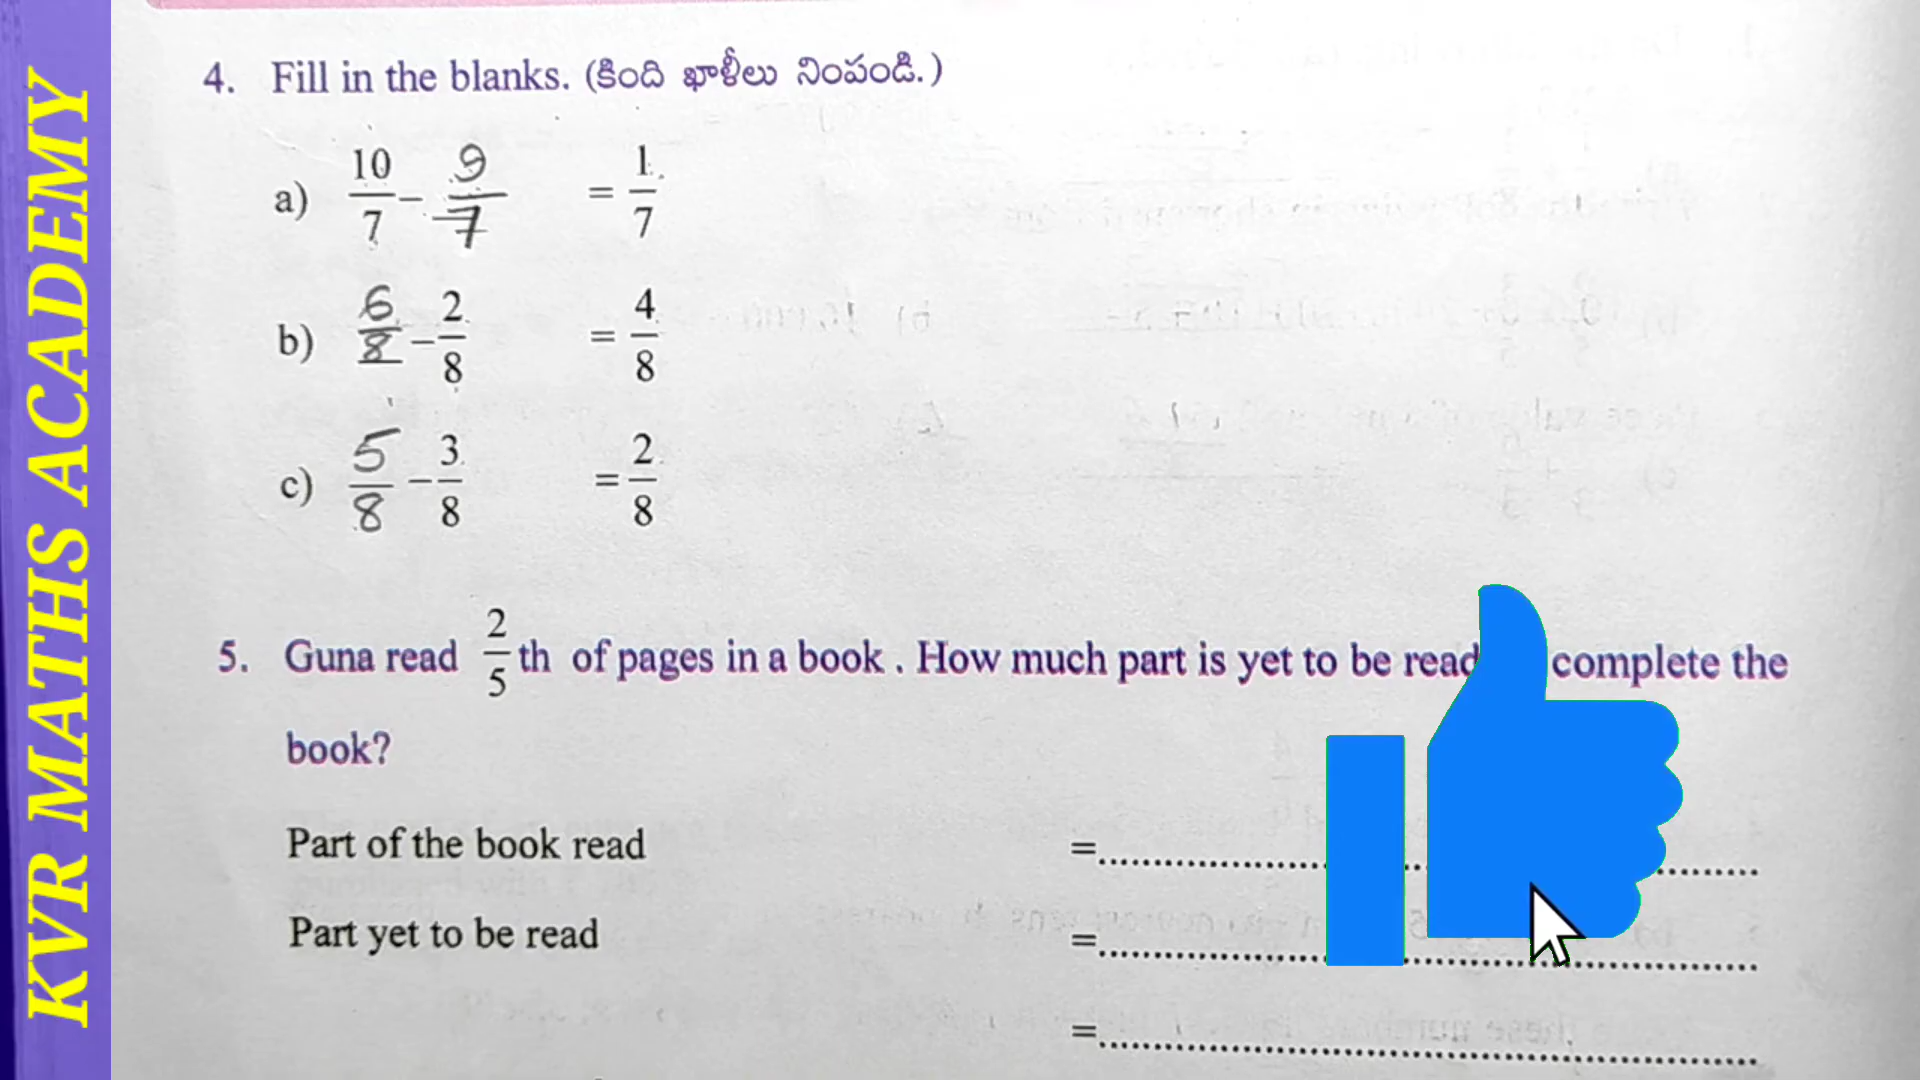 KVR MATHS ACADEMY
4. Fill in the blanks. (కింది ఖాళీలు నింపండి.)
a) 10/7 - 9/7 = 1/7
b) 6/8 - 2/8 = 4/8
c) 5/8 - 3/8 = 2/8
5. Guna read 2/5 th of pages in a book . How much part is yet to be read complete the
book?
Part of the book read =....................
Part yet to be read =....................
=....................